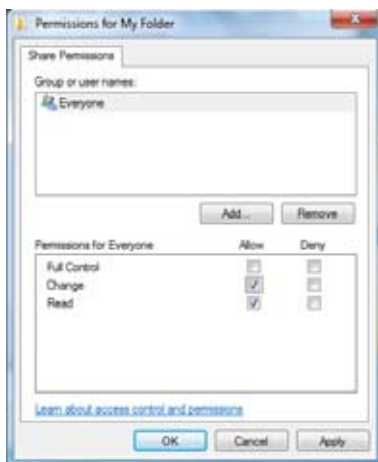 Permissions for My Folder
Share Permissions
Group or user names:
Everyone
Add...
Remove
Permissions for Everyone
Allow
Deny
Full Control
Change
Read
Learn about access control and permissions
OK
Cancel
Apply